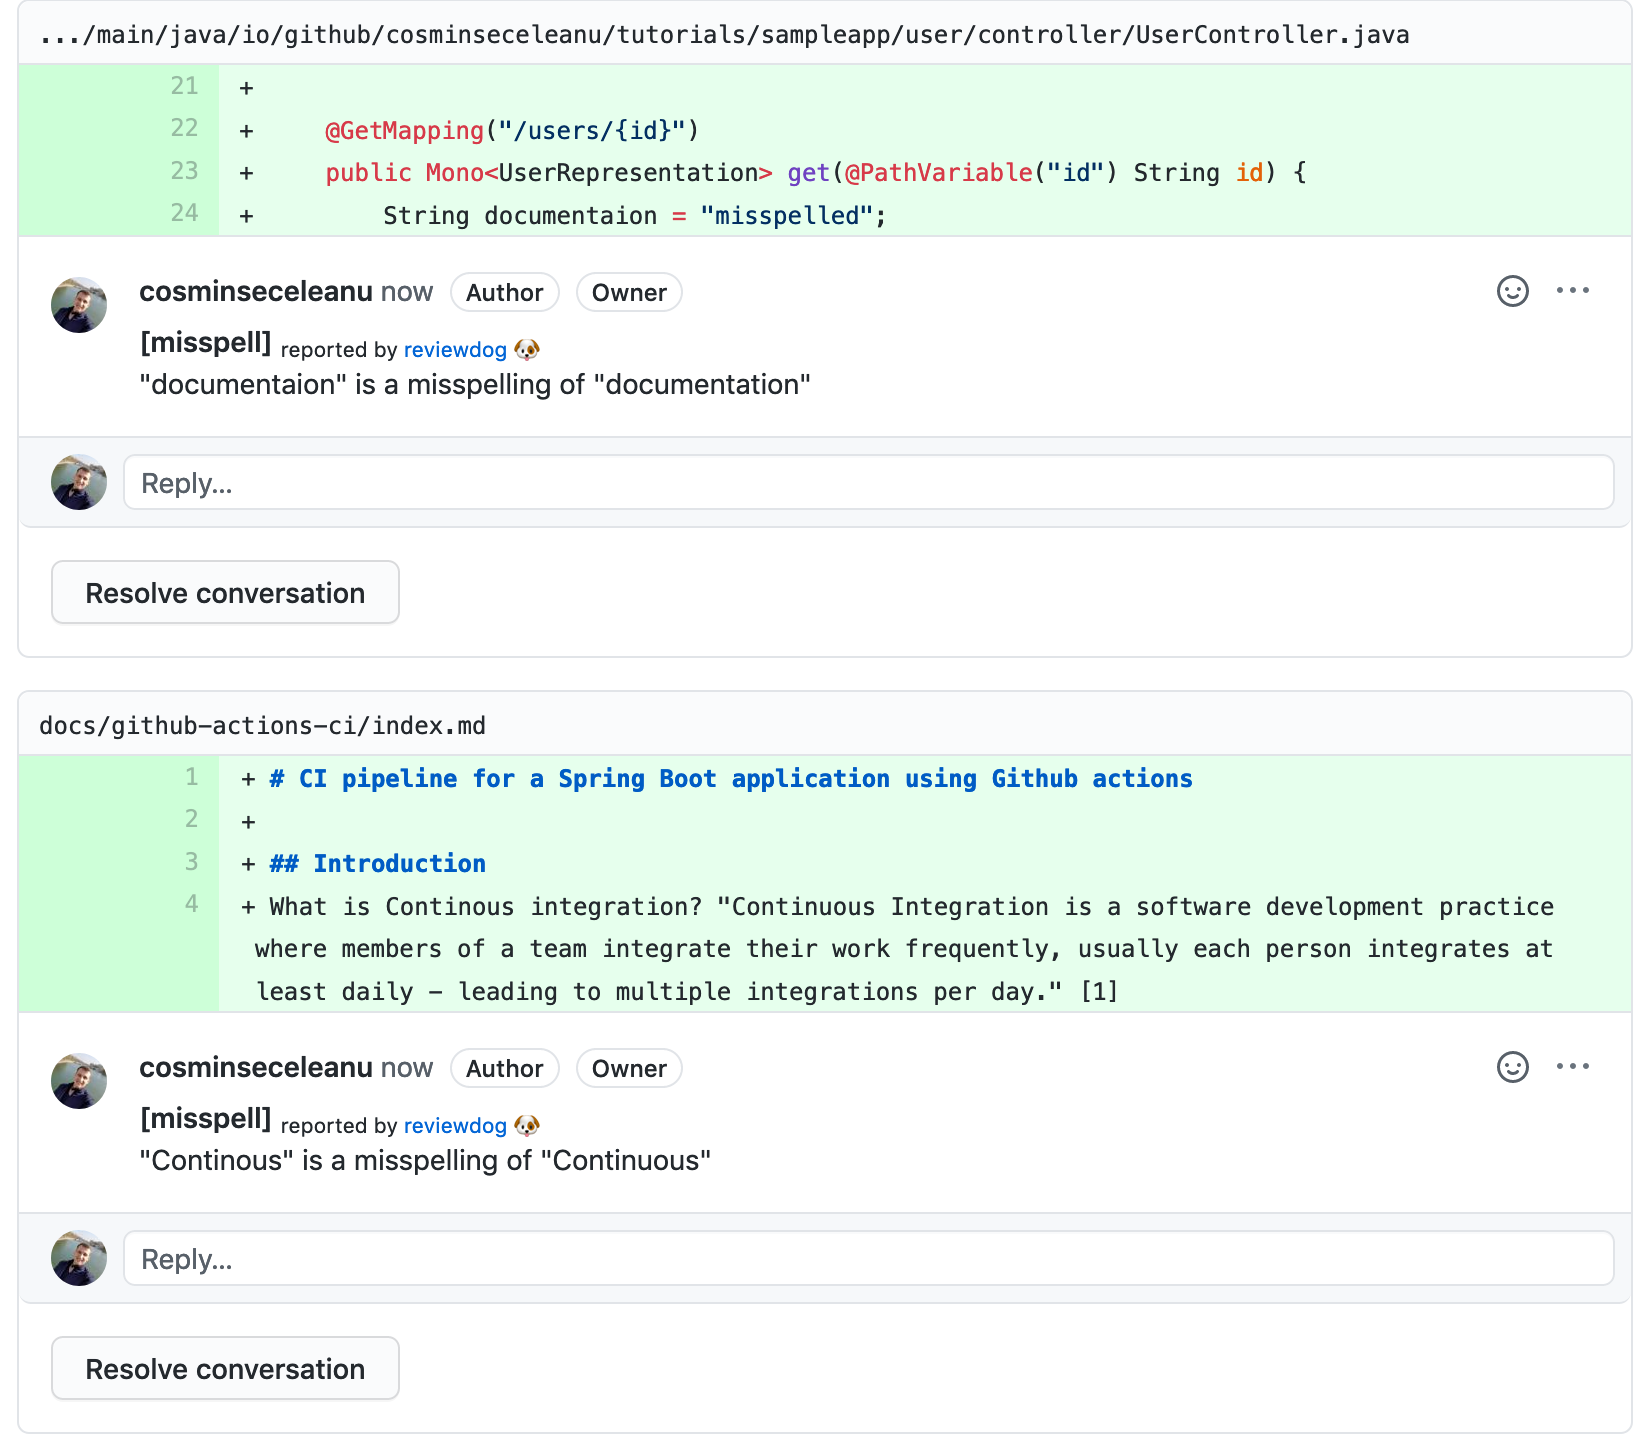 .../main/java/io/github/cosminseceleanu/tutorials/sampleapp/user/controller/UserController.java
21 +
22 + @GetMapping("/users/{id}")
23 + public Mono<UserRepresentation> get(@PathVariable("id") String id) {
24 + String documentaion = "misspelled";
cosminseceleanu now Author Owner
[misspell] reported by reviewdog 🐶
"documentaion" is a misspelling of "documentation"
Reply...
Resolve conversation
docs/github-actions-ci/index.md
1 + # CI pipeline for a Spring Boot application using Github actions
2 +
3 + ## Introduction
4 + What is Continous integration? "Continuous Integration is a software development practice
where members of a team integrate their work frequently, usually each person integrates at
least daily – leading to multiple integrations per day." [1]
cosminseceleanu now Author Owner
[misspell] reported by reviewdog 🐶
"Continous" is a misspelling of "Continuous"
Reply...
Resolve conversation